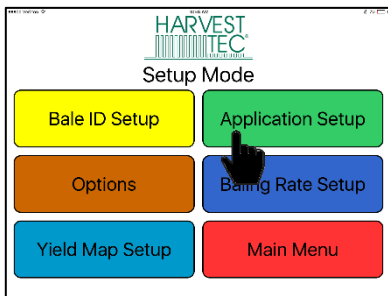 HARVEST
TEC
Setup Mode
Bale ID Setup
Application Setup
Options
Baling Rate Setup
Yield Map Setup
Main Menu